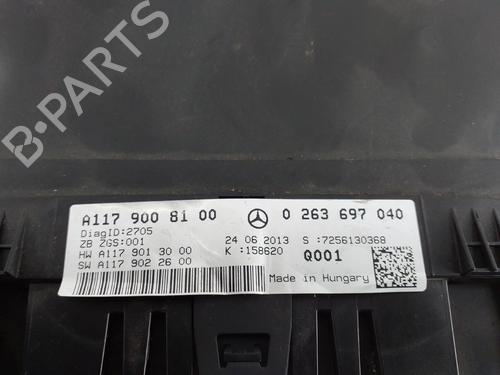 B-PARTS
A117 900 81 00 0 263 697 040
DiagID:2705
ZB ZGS:001 24 06 2013 S :7256130368
HW A117 901 30 00 K :158620 Q001
SW A117 902 26 00 Made in Hungary